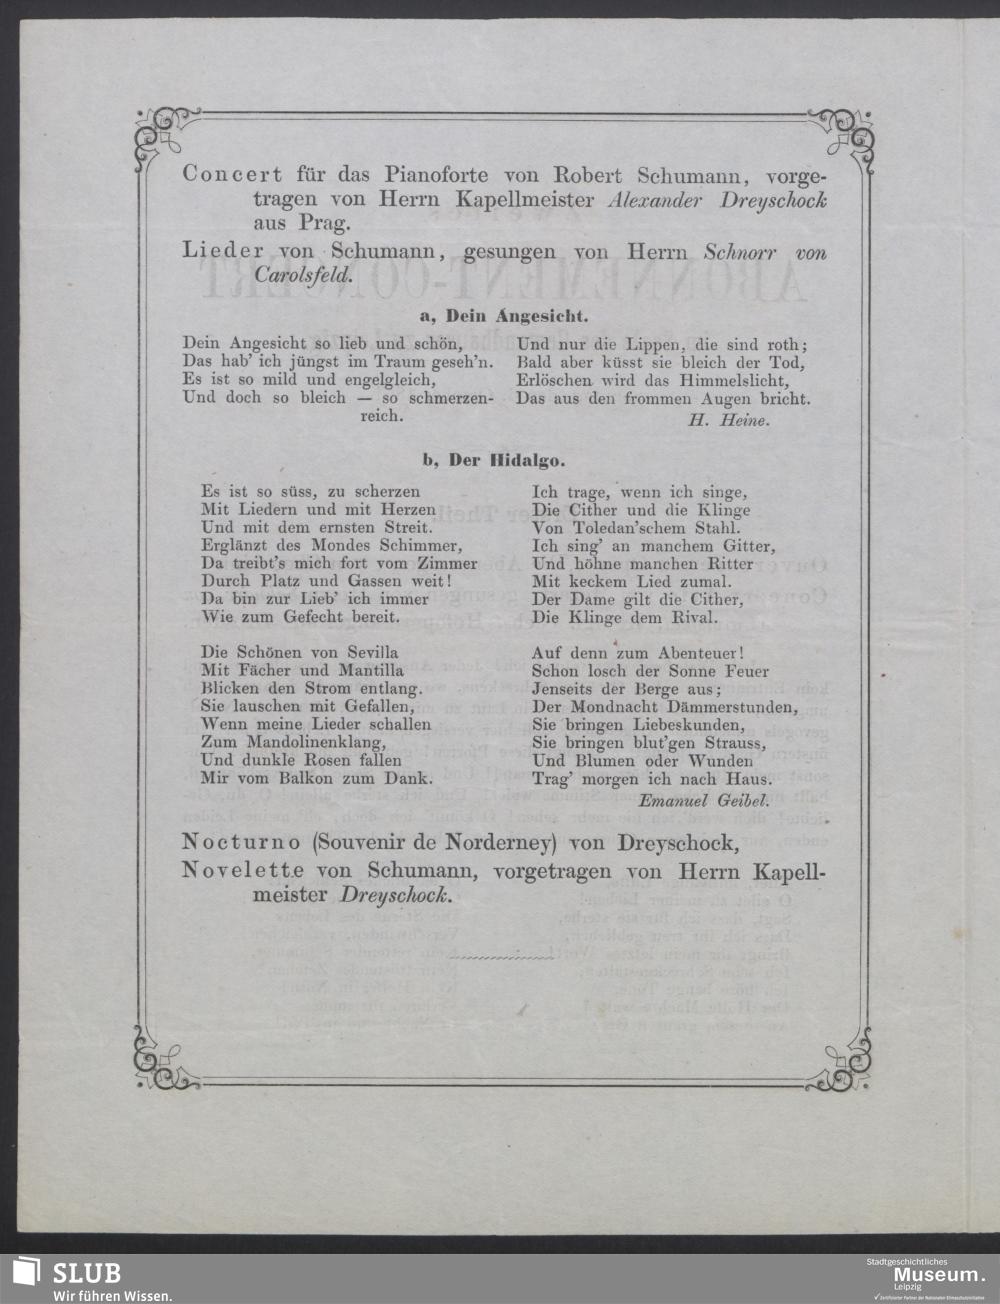 Concert für das Pianoforte von Robert Schumann, vorge-
tragen von Herrn Kapellmeister Alexander Dreyschock
aus Prag.
Lieder von Schumann, gesungen von Herrn Schnorr von
Carolsfeld.
a, Dein Angesicht.
Dein Angesicht so lieb und schön,
Das hab' ich jüngst im Traum geseh'n.
Es ist so mild und engelgleich,
Und doch so bleich — so schmerzen-
reich.
Und nur die Lippen, die sind roth;
Bald aber küsst sie bleich der Tod,
Erlöschen wird das Himmelslicht,
Das aus den frommen Augen bricht.
H. Heine.
b, Der Hidalgo.
Es ist so süss, zu scherzen
Mit Liedern und mit Herzen
Und mit dem ernsten Streit.
Erglänzt des Mondes Schimmer,
Da treibt's mich fort vom Zimmer
Durch Platz und Gassen weit!
Da bin zur Lieb' ich immer
Wie zum Gefecht bereit.
Die Schönen von Sevilla
Mit Fächer und Mantilla
Blicken den Strom entlang.
Sie lauschen mit Gefallen,
Wenn meine Lieder schallen
Zum Mandolinenklang,
Und dunkle Rosen fallen
Mir vom Balkon zum Dank.
Ich trage, wenn ich singe,
Die Cither und die Klinge
Von Toledan'schem Stahl.
Ich sing' an manchem Gitter,
Und höhne manchen Ritter
Mit keckem Lied zumal.
Der Dame gilt die Cither,
Die Klinge dem Rival.
Auf denn zum Abenteuer!
Schon losch der Sonne Feuer
Jenseits der Berge aus;
Der Mondnacht Dämmerstunden,
Sie bringen Liebeskunden,
Sie bringen blut'gen Strauss,
Und Blumen oder Wunden
Trag' morgen ich nach Haus.
Emanuel Geibel.
Nocturno (Souvenir de Norderney) von Dreyschock,
Novelette von Schumann, vorgetragen von Herrn Kapell-
meister Dreyschock.
SLUB
Wir führen Wissen.
Stadtgeschichtliches
Museum.
Leipzig
Zertifizierter Partner der Nationalen Klimaschutzinitiative